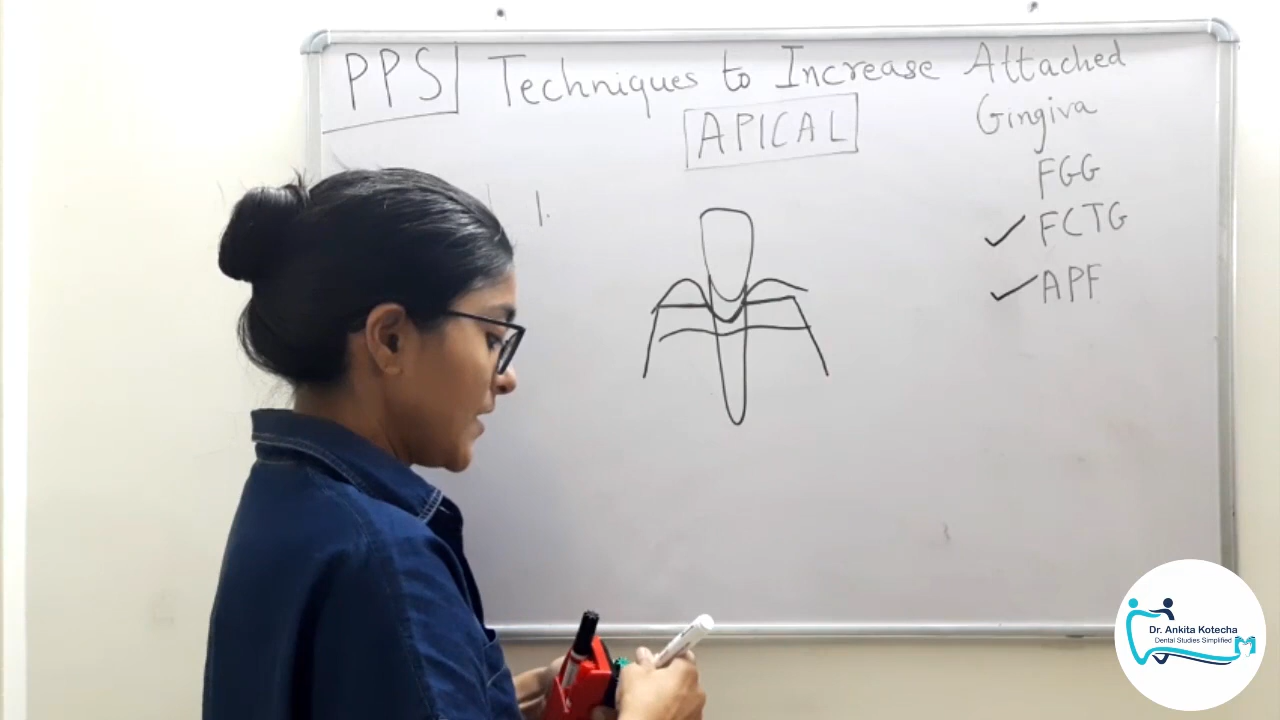 PPS Techniques to Increase Attached
Gingiva
APICAL
FGG
1.
✓ FCTG
✓ APF
Dr. Ankita Kotecha
Dental Studies Simplified